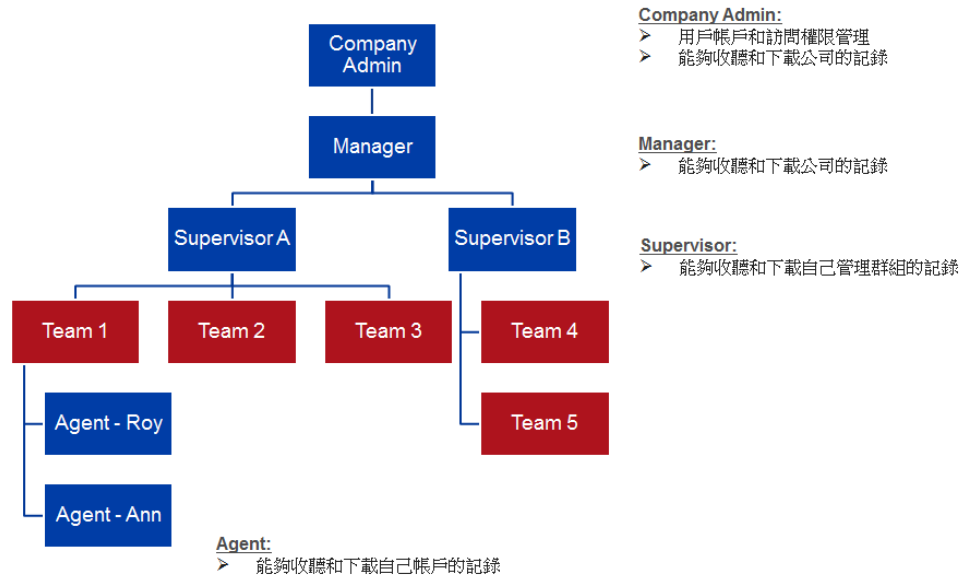 Company
Admin
Manager
Supervisor A
Supervisor B
Team 1
Team 2
Team 3
Team 4
Team 5
Agent - Roy
Agent - Ann
Company Admin:
➢ 用戶帳戶和訪問權限管理
➢ 能夠收聽和下載公司的記錄
Manager:
➢ 能夠收聽和下載公司的記錄
Supervisor:
➢ 能夠收聽和下載自己管理群組的記錄
Agent:
➢ 能夠收聽和下載自己帳戶的記錄